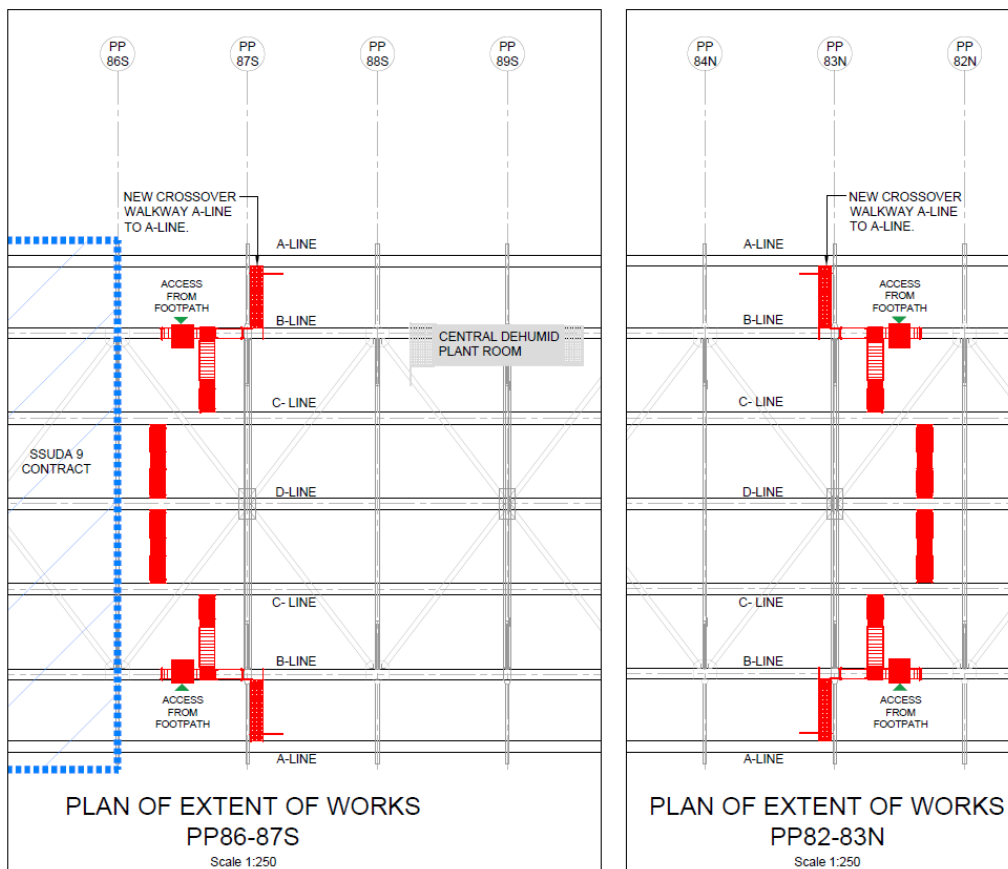 PP
86S
PP
87S
PP
88S
PP
89S
NEW CROSSOVER
WALKWAY A-LINE
TO A-LINE.
A-LINE
ACCESS
FROM
FOOTPATH
B-LINE
CENTRAL DEHUMID
PLANT ROOM
C- LINE
SSUDA 9
CONTRACT
D-LINE
C- LINE
B-LINE
ACCESS
FROM
FOOTPATH
A-LINE
PLAN OF EXTENT OF WORKS
PP86-87S
Scale 1:250
PP
84N
PP
83N
PP
82N
NEW CROSSOVER
WALKWAY A-LINE
TO A-LINE.
A-LINE
ACCESS
FROM
FOOTPATH
B-LINE
C- LINE
D-LINE
C- LINE
B-LINE
ACCESS
FROM
FOOTPATH
A-LINE
PLAN OF EXTENT OF WORKS
PP82-83N
Scale 1:250